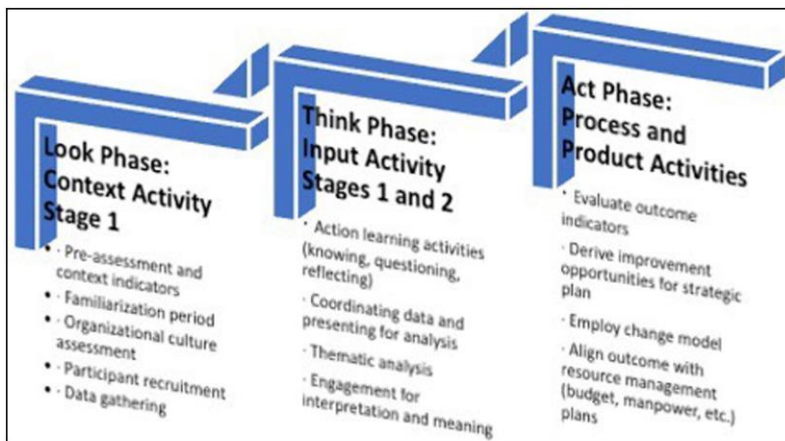 Look Phase:
Context Activity
Stage 1
• · Pre-assessment and
context indicators
• · Familiarization period
• · Organizational culture
assessment
• · Participant recruitment
• · Data gathering
Think Phase:
Input Activity
Stages 1 and 2
· Action learning activities
(knowing, questioning,
reflecting)
· Coordinating data and
presenting for analysis
· Thematic analysis
· Engagement for
interpretation and meaning
Act Phase:
Process and
Product Activities
· Evaluate outcome
indicators
· Derive improvement
opportunities for strategic
plan
· Employ change model
· Align outcome with
resource management
(budget, manpower, etc.)
plans